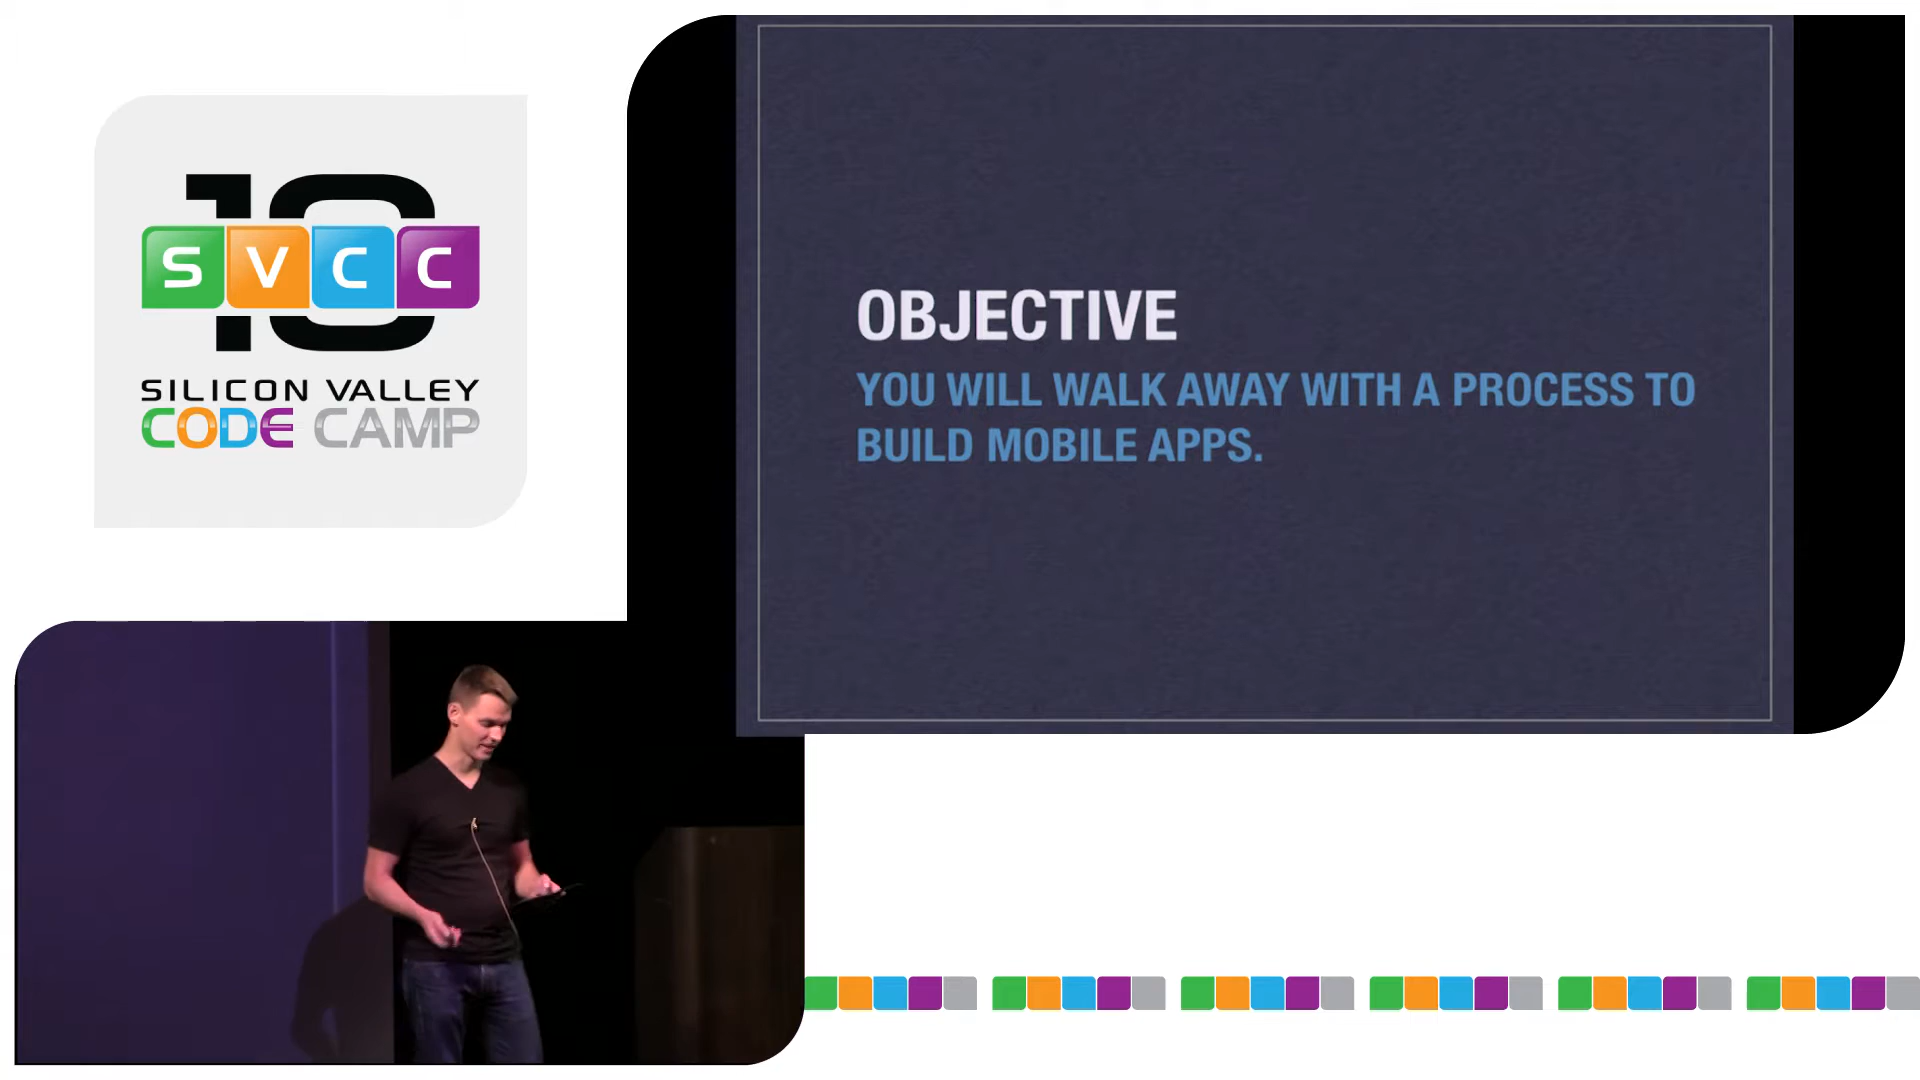 10
SVCC
SILICON VALLEY
CODE CAMP
OBJECTIVE
YOU WILL WALK AWAY WITH A PROCESS TO
BUILD MOBILE APPS.